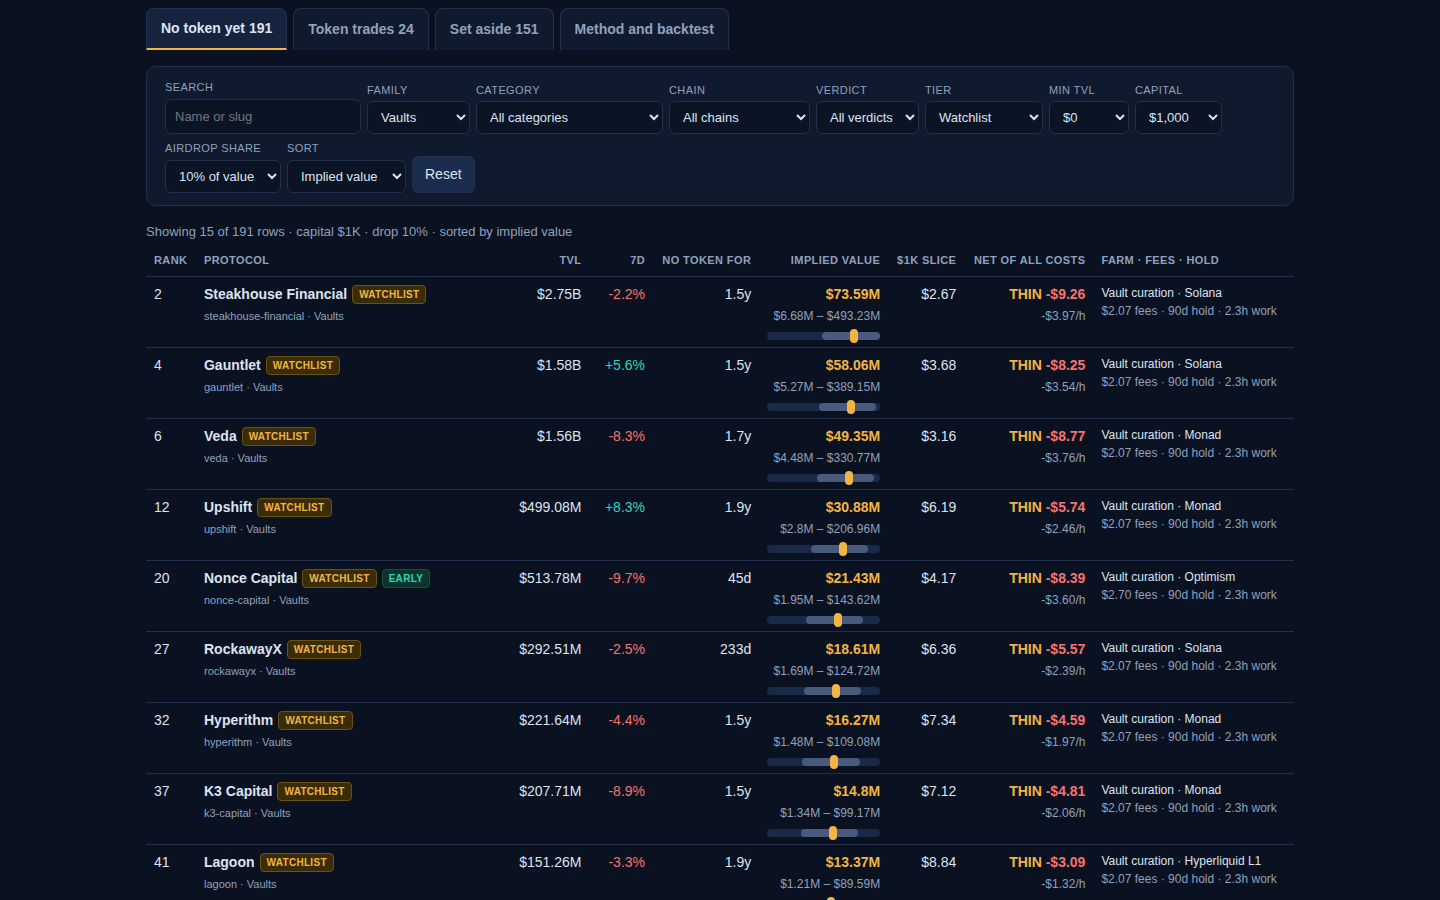 No token yet 191 Token trades 24 Set aside 151 Method and backtest
SEARCH FAMILY CATEGORY CHAIN VERDICT TIER MIN TVL CAPITAL
Name or slug Vaults All categories All chains All verdicts Watchlist $0 $1,000
AIRDROP SHARE SORT
10% of value Implied value Reset
Showing 15 of 191 rows · capital $1K · drop 10% · sorted by implied value
RANK PROTOCOL TVL 7D NO TOKEN FOR IMPLIED VALUE $1K SLICE NET OF ALL COSTS FARM · FEES · HOLD
2 Steakhouse Financial WATCHLIST $2.75B -2.2% 1.5y $73.59M $2.67 THIN -$9.26 Vault curation · Solana
steakhouse-financial · Vaults $6.68M – $493.23M -$3.97/h $2.07 fees · 90d hold · 2.3h work
4 Gauntlet WATCHLIST $1.58B +5.6% 1.5y $58.06M $3.68 THIN -$8.25 Vault curation · Solana
gauntlet · Vaults $5.27M – $389.15M -$3.54/h $2.07 fees · 90d hold · 2.3h work
6 Veda WATCHLIST $1.56B -8.3% 1.7y $49.35M $3.16 THIN -$8.77 Vault curation · Monad
veda · Vaults $4.48M – $330.77M -$3.76/h $2.07 fees · 90d hold · 2.3h work
12 Upshift WATCHLIST $499.08M +8.3% 1.9y $30.88M $6.19 THIN -$5.74 Vault curation · Monad
upshift · Vaults $2.8M – $206.96M -$2.46/h $2.07 fees · 90d hold · 2.3h work
20 Nonce Capital WATCHLIST EARLY $513.78M -9.7% 45d $21.43M $4.17 THIN -$8.39 Vault curation · Optimism
nonce-capital · Vaults $1.95M – $143.62M -$3.60/h $2.70 fees · 90d hold · 2.3h work
27 RockawayX WATCHLIST $292.51M -2.5% 233d $18.61M $6.36 THIN -$5.57 Vault curation · Solana
rockawayx · Vaults $1.69M – $124.72M -$2.39/h $2.07 fees · 90d hold · 2.3h work
32 Hyperithm WATCHLIST $221.64M -4.4% 1.5y $16.27M $7.34 THIN -$4.59 Vault curation · Monad
hyperithm · Vaults $1.48M – $109.08M -$1.97/h $2.07 fees · 90d hold · 2.3h work
37 K3 Capital WATCHLIST $207.71M -8.9% 1.5y $14.8M $7.12 THIN -$4.81 Vault curation · Monad
k3-capital · Vaults $1.34M – $99.17M -$2.06/h $2.07 fees · 90d hold · 2.3h work
41 Lagoon WATCHLIST $151.26M -3.3% 1.9y $13.37M $8.84 THIN -$3.09 Vault curation · Hyperliquid L1
lagoon · Vaults $1.21M – $89.59M -$1.32/h $2.07 fees · 90d hold · 2.3h work